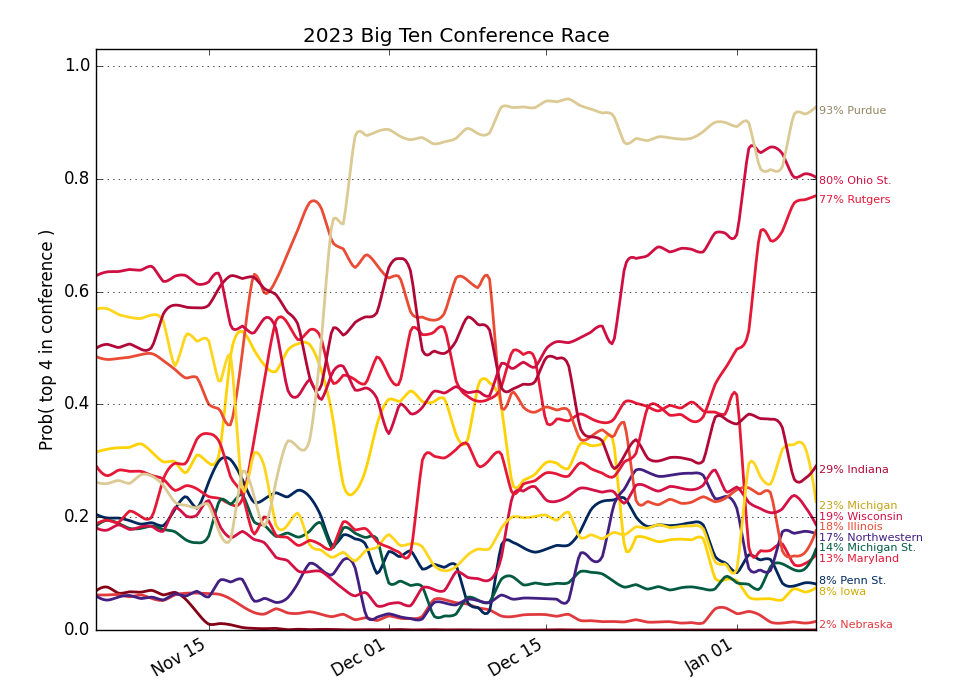 2023 Big Ten Conference Race
Prob( top 4 in conference )
1.0
0.8
0.6
0.4
0.2
0.0
Nov 15
Dec 01
Dec 15
Jan 01
93% Purdue
80% Ohio St.
77% Rutgers
29% Indiana
23% Michigan
19% Wisconsin
18% Illinois
17% Northwestern
14% Michigan St.
13% Maryland
8% Penn St.
8% Iowa
2% Nebraska